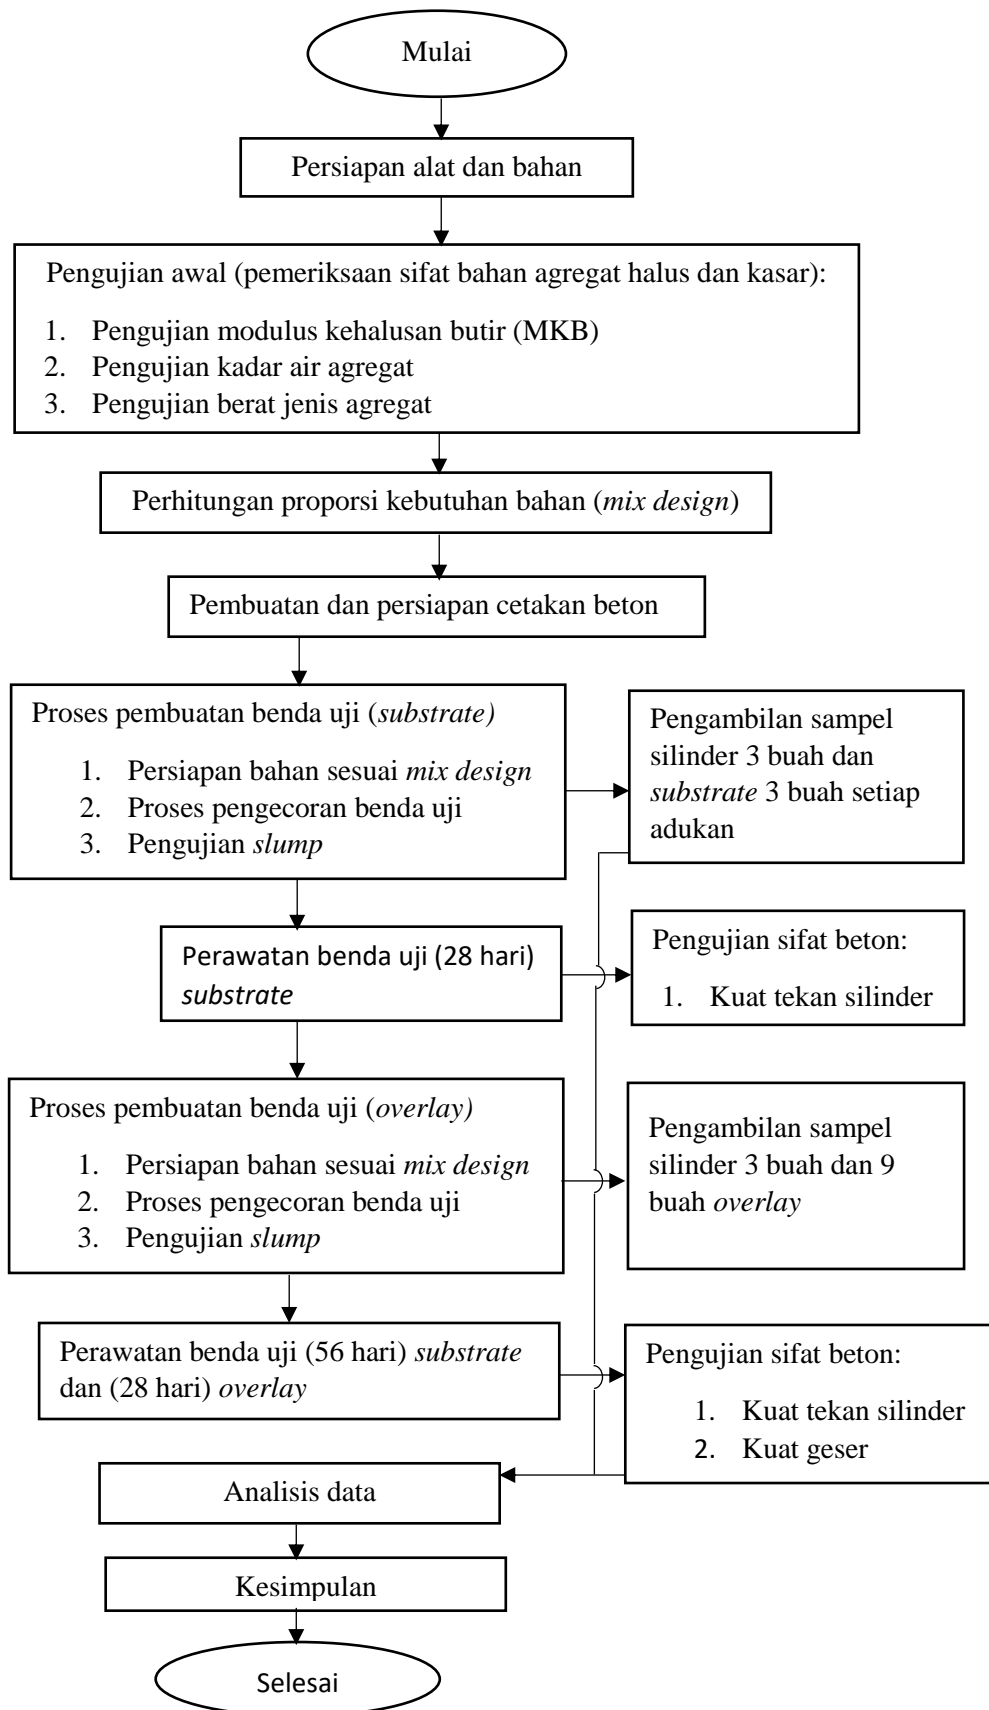 Mulai
Persiapan alat dan bahan
Pengujian awal (pemeriksaan sifat bahan agregat halus dan kasar):
1. Pengujian modulus kehalusan butir (MKB)
2. Pengujian kadar air agregat
3. Pengujian berat jenis agregat
Perhitungan proporsi kebutuhan bahan (mix design)
Pembuatan dan persiapan cetakan beton
Proses pembuatan benda uji (substrate)
1. Persiapan bahan sesuai mix design
2. Proses pengecoran benda uji
3. Pengujian slump
Pengambilan sampel
silinder 3 buah dan
substrate 3 buah setiap
adukan
Perawatan benda uji (28 hari)
substrate
Pengujian sifat beton:
1. Kuat tekan silinder
Proses pembuatan benda uji (overlay)
1. Persiapan bahan sesuai mix design
2. Proses pengecoran benda uji
3. Pengujian slump
Pengambilan sampel
silinder 3 buah dan 9
buah overlay
Perawatan benda uji (56 hari) substrate
dan (28 hari) overlay
Pengujian sifat beton:
1. Kuat tekan silinder
2. Kuat geser
Analisis data
Kesimpulan
Selesai